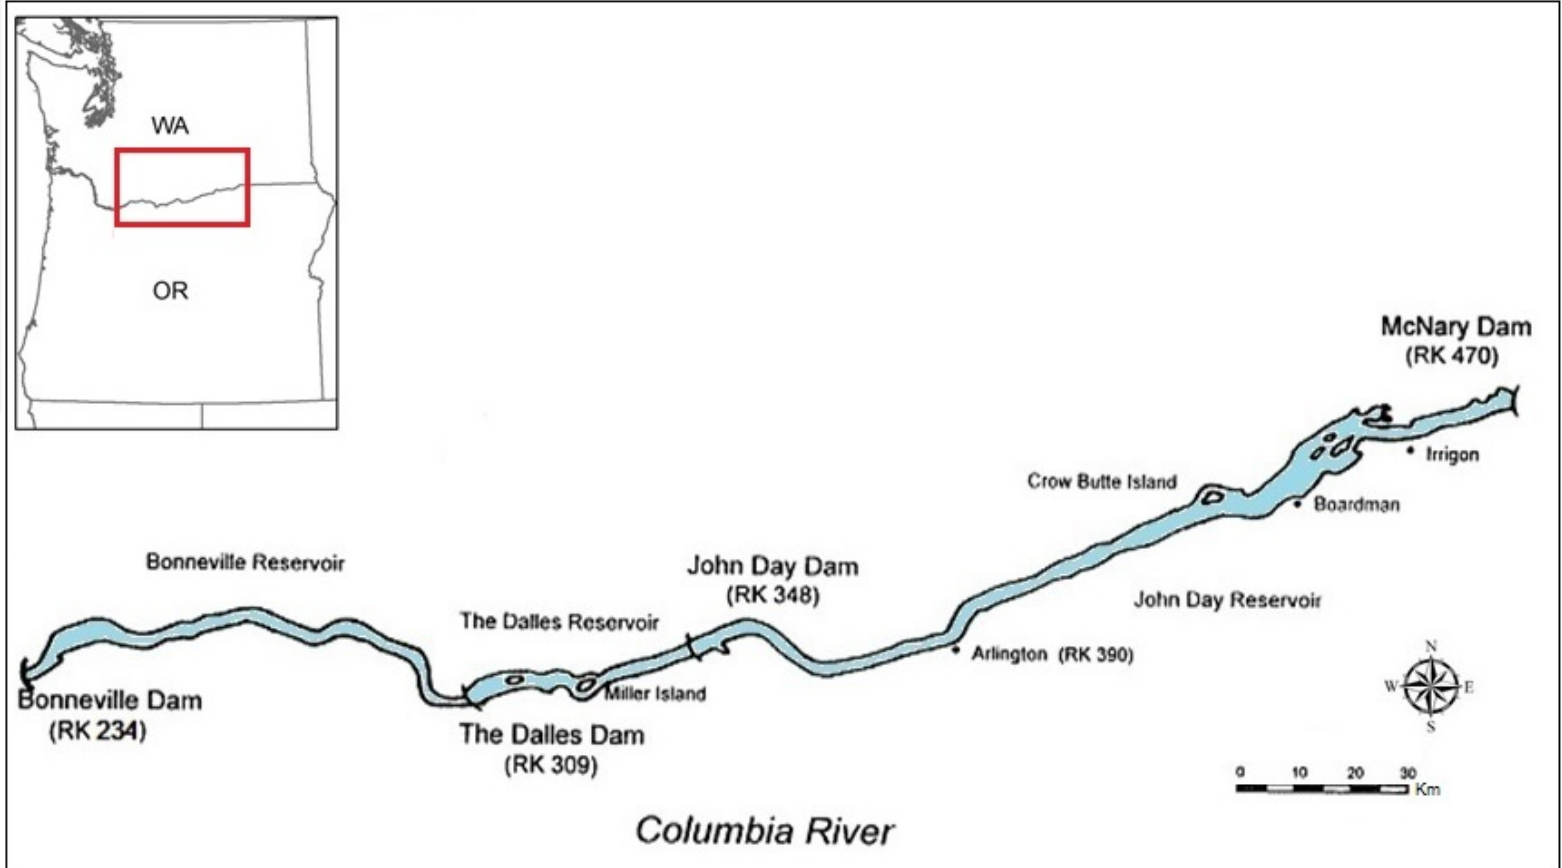 WA
OR
McNary Dam
(RK 470)
Irrigon
Crow Butte Island
Boardman
Bonneville Reservoir
John Day Dam
(RK 348)
The Dalles Reservoir
John Day Reservoir
Arlington (RK 390)
Miller Island
Bonneville Dam
(RK 234)
The Dalles Dam
(RK 309)
N
W E
S
0 10 20 30
Km
Columbia River